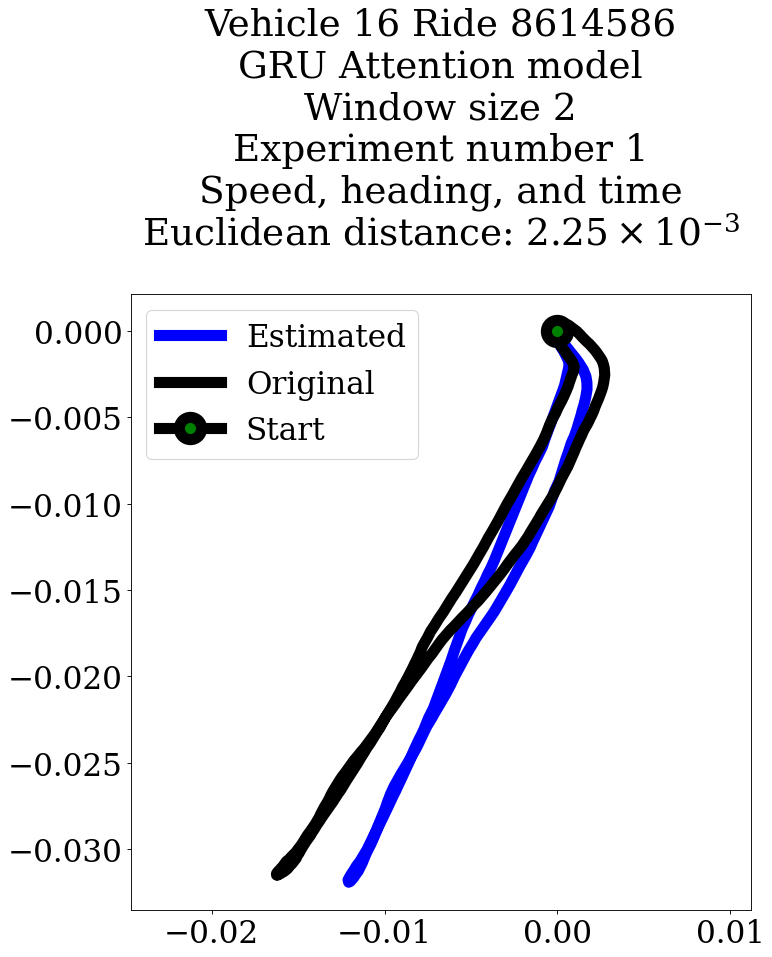 Vehicle 16 Ride 8614586
GRU Attention model
Window size 2
Experiment number 1
Speed, heading, and time
Euclidean distance: 2.25 × 10⁻³
Estimated
Original
Start
0.000
−0.005
−0.010
−0.015
−0.020
−0.025
−0.030
−0.02
−0.01
0.00
0.01